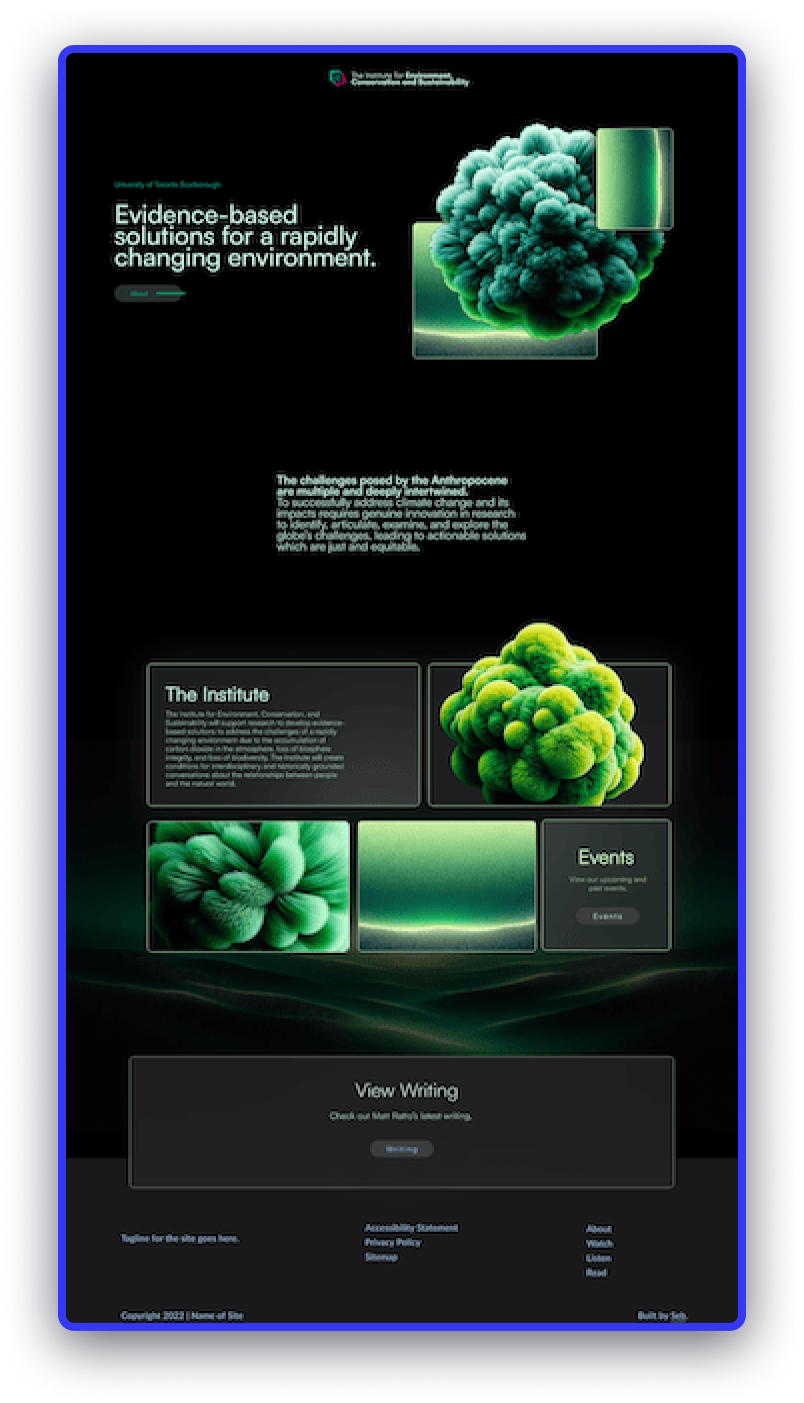 The Institute for Environment,
Conservation and Sustainability
University of Toronto Scarborough
Evidence-based
solutions for a rapidly
changing environment.
About
The challenges posed by the Anthropocene
are multiple and deeply intertwined.
To successfully address climate change and its
impacts requires genuine innovation in research
to identify, articulate, examine, and explore the
globe's challenges, leading to actionable solutions
which are just and equitable.
The Institute
The Institute for Environment, Conservation, and
Sustainability will support research to develop evidence-
based solutions to address the challenges of a rapidly
changing environment due to the accumulation of
carbon dioxide in the atmosphere, loss of biosphere
integrity, and loss of biodiversity. The Institute will create
conditions for interdisciplinary and historically grounded
conversations about the relationships between people
and the natural world.
Events
View our upcoming and
past events.
Events
View Writing
Check out Matt Ratto's latest writing.
Writing
Tagline for the site goes here.
Accessibility Statement
Privacy Policy
Sitemap
About
Watch
Listen
Read
Copyright 2022 | Name of Site
Built by Seb.